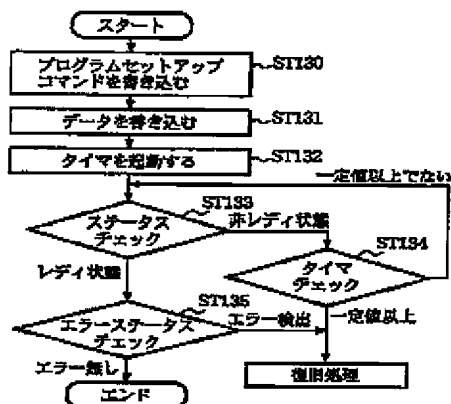 スタート
プログラムセットアップ
コマンドを書き込む
ST130
データを書き込む
ST131
タイマを起動する
ST132
一定値以上でない
ステータス
チェック
ST133
非レディ状態
ST134
タイマ
チェック
レディ状態
ST135
エラーステータス
チェック
エラー検出
一定値以上
エラー無し
復旧処理
エンド